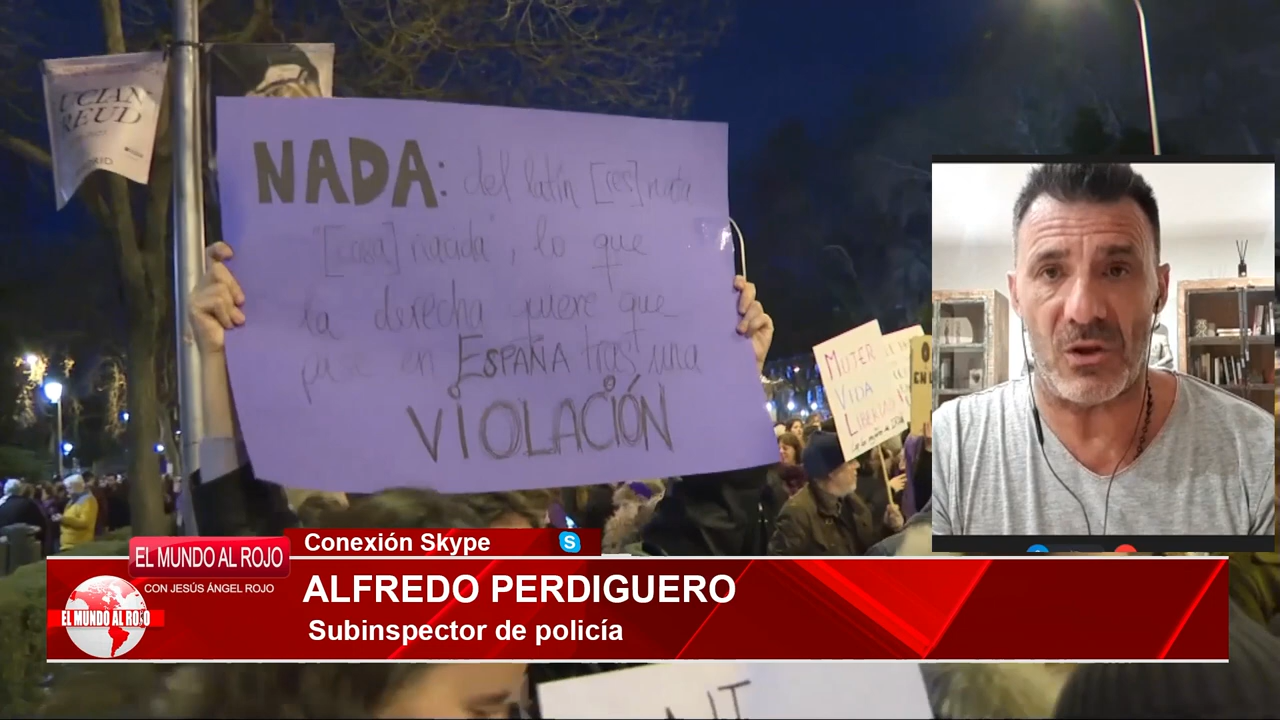 UCIAN
REUD
NADA: del latín [res] nata
"[cosa] nacida", lo que
la derecha quiere que
pase en ESPAÑA tras una
VIOLACIÓN
MUJER
VIDA
LIBERTAD
Conexión Skype
EL MUNDO AL ROJO
CON JESÚS ÁNGEL ROJO
EL MUNDO AL ROJO
ALFREDO PERDIGUERO
Subinspector de policía